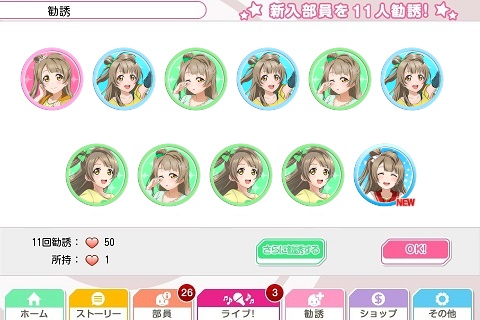 勧誘
新入部員を11人勧誘!
NEW
11回勧誘： 50
所持： 1
さらに勧誘する
OK!
26
3
ホーム
ストーリー
部員
ライブ!
勧誘
ショップ
その他